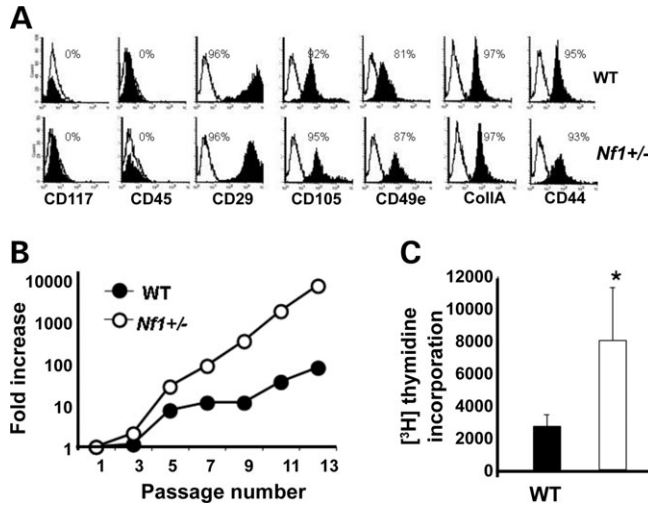 A
0% 0% 96% 92% 81% 97% 95% WT
0% 0% 96% 95% 87% 97% 93% Nf1+/-
CD117 CD45 CD29 CD105 CD49e CollA CD44
B
Fold increase
10000
1000
100
10
1
WT
Nf1+/-
1 3 5 7 9 11 13
Passage number
C
[³H] thymidine
incorporation
12000
10000
8000
6000
4000
2000
0
*
WT